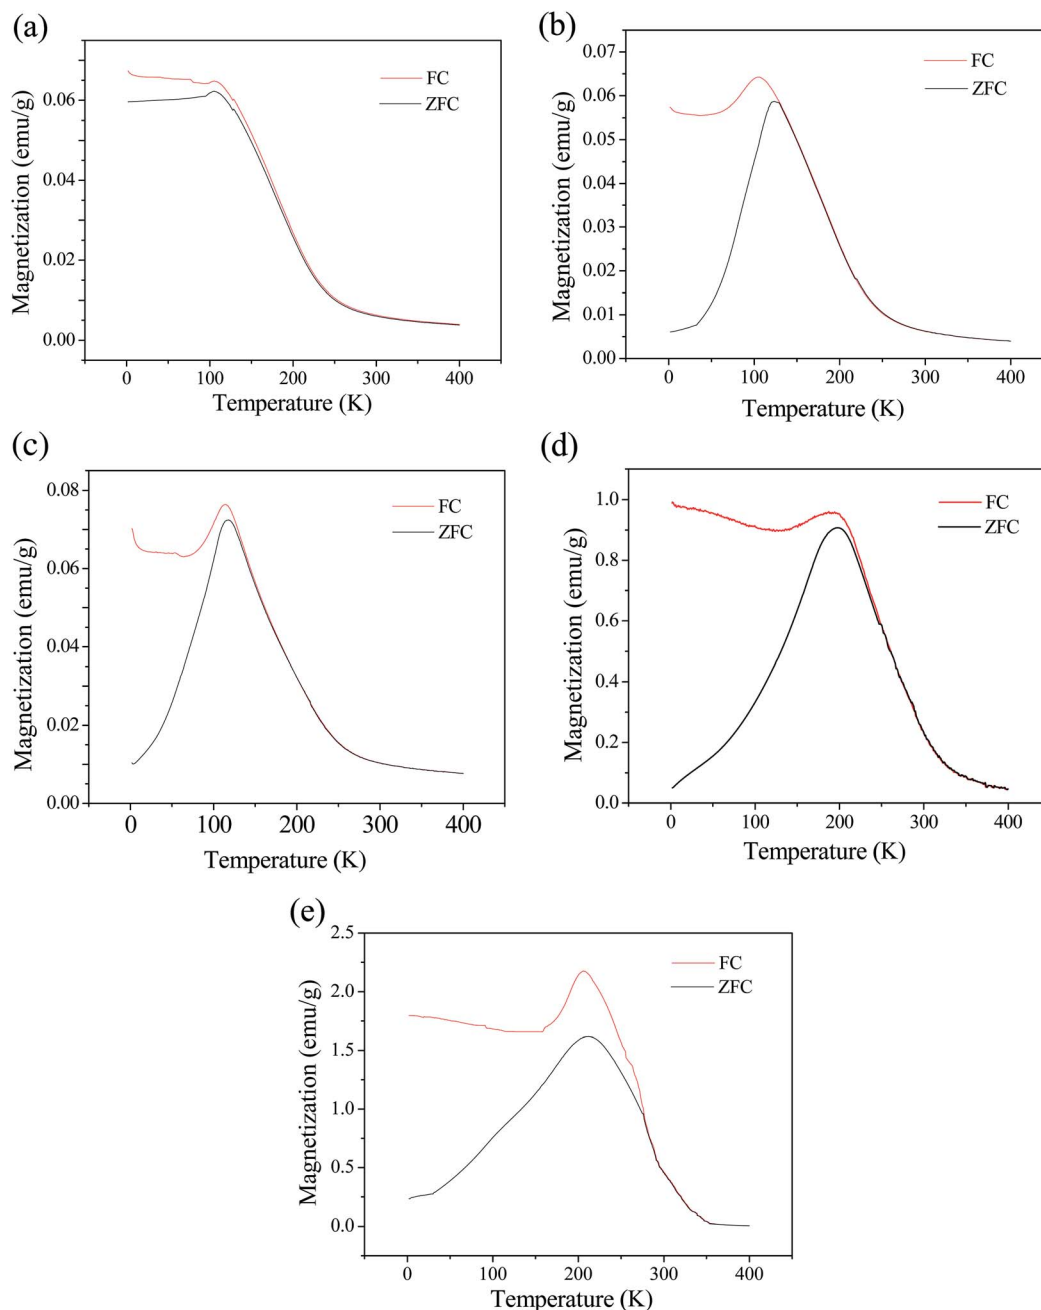 (a)
Magnetization (emu/g)
0.06
0.04
0.02
0.00
FC
ZFC
0 100 200 300 400
Temperature (K)
(b)
Magnetization (emu/g)
0.07
0.06
0.05
0.04
0.03
0.02
0.01
0.00
FC
ZFC
0 100 200 300 400
Temperature (K)
(c)
Magnetization (emu/g)
0.08
0.06
0.04
0.02
0.00
FC
ZFC
0 100 200 300 400
Temperature (K)
(d)
Magnetization (emu/g)
1.0
0.8
0.6
0.4
0.2
0.0
FC
ZFC
0 100 200 300 400
Temperature (K)
(e)
Magnetization (emu/g)
2.5
2.0
1.5
1.0
0.5
0.0
FC
ZFC
0 100 200 300 400
Temperature (K)